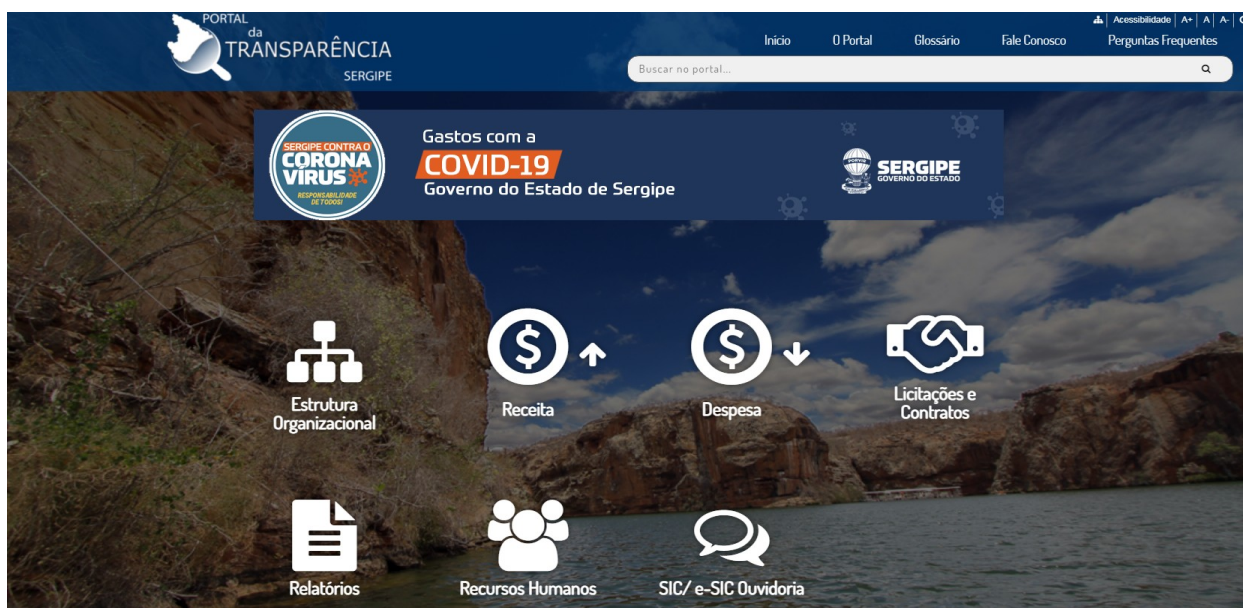 PORTAL
da
TRANSPARÊNCIA
SERGIPE
Acessibilidade A+ A A-
Início O Portal Glossário Fale Conosco Perguntas Frequentes
Buscar no portal...
SERGIPE CONTRA O
CORONA
VÍRUS
RESPONSABILIDADE
DE TODOS!
Gastos com a
COVID-19
Governo do Estado de Sergipe
SERGIPE
GOVERNO DO ESTADO
Estrutura
Organizacional
Receita
Despesa
Licitações e
Contratos
Relatórios
Recursos Humanos
SIC/ e-SIC Ouvidoria